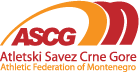 ASCG
Atletski Savez Crne Gore
Athletic Federation of Montenegro